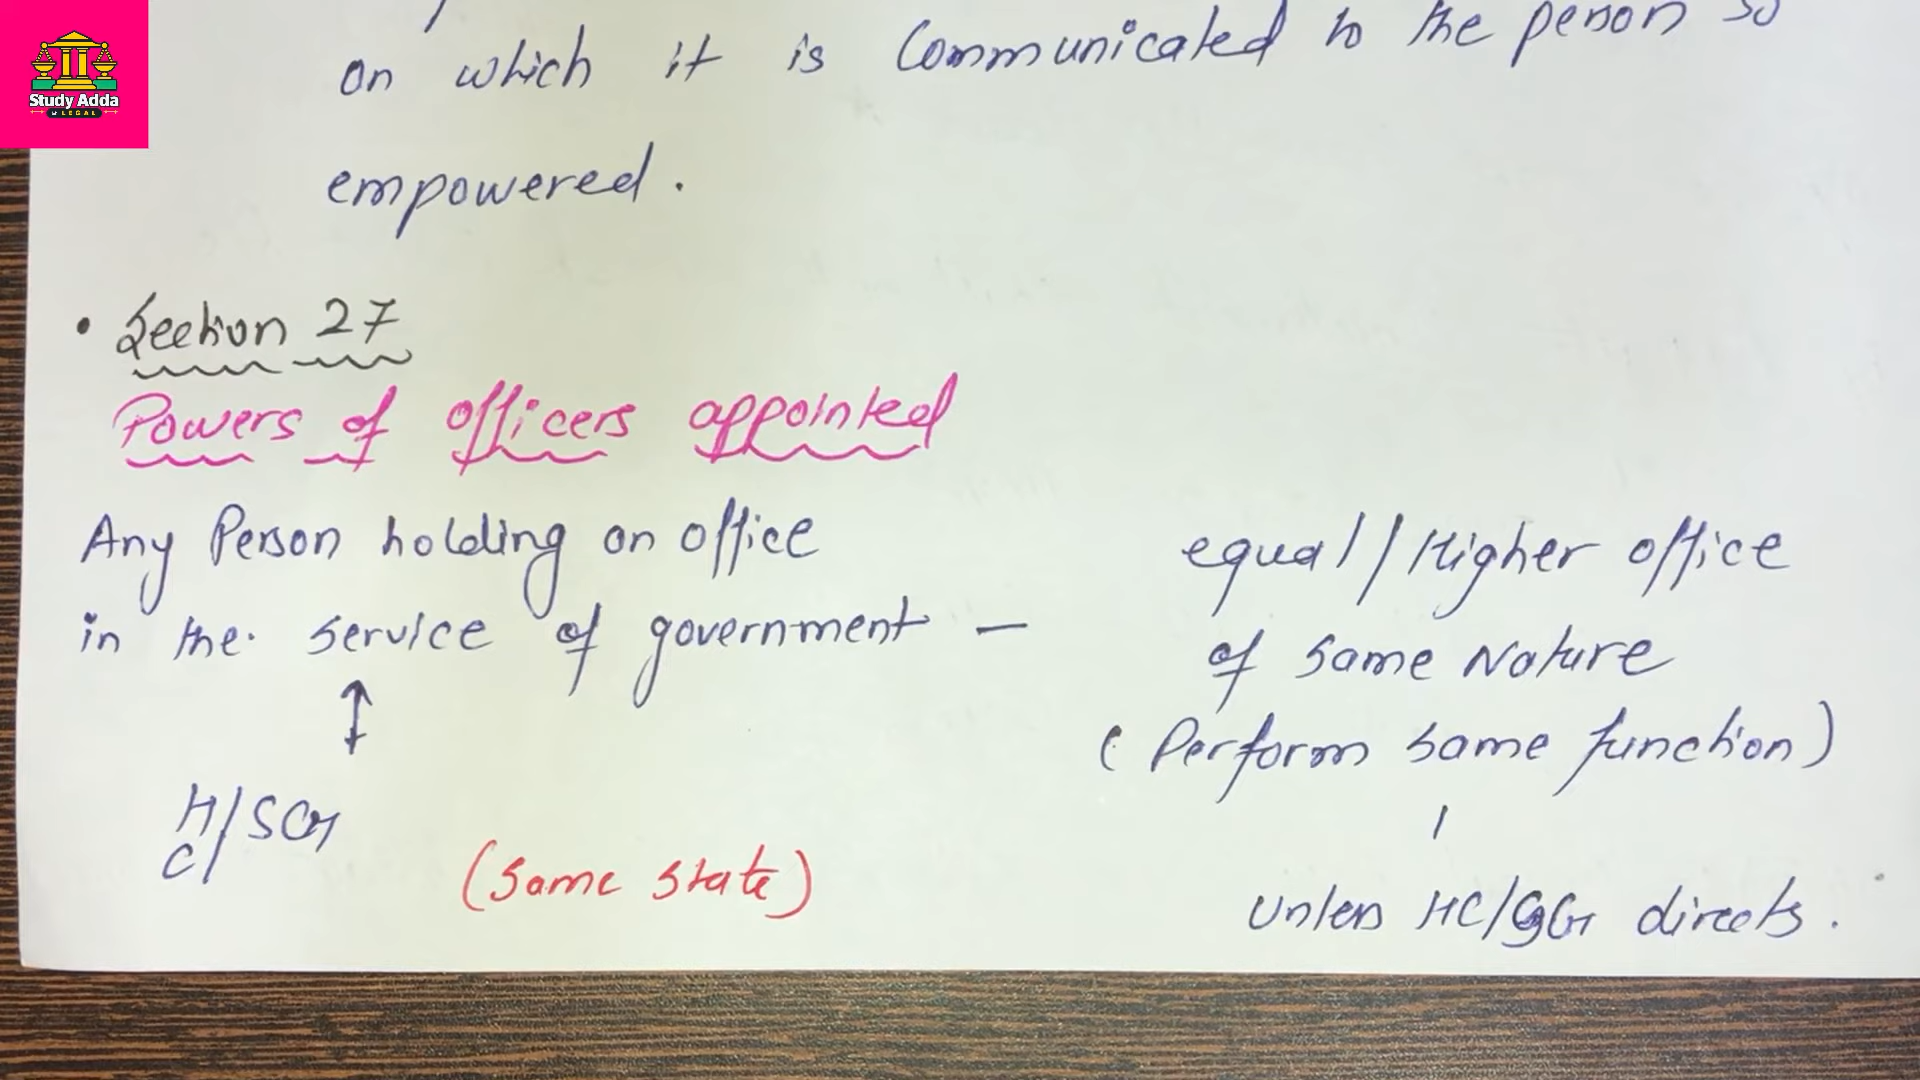 Study Adda
LEGAL
on which it is Communicated to the person so
empowered.
• Section 27
Powers of officers appointed
Any Person holding an office
in the service of government —
equal / Higher office
of same Nature
(Perform same function)
H/SG
C/
(Same state)
unless HC/SG directs.